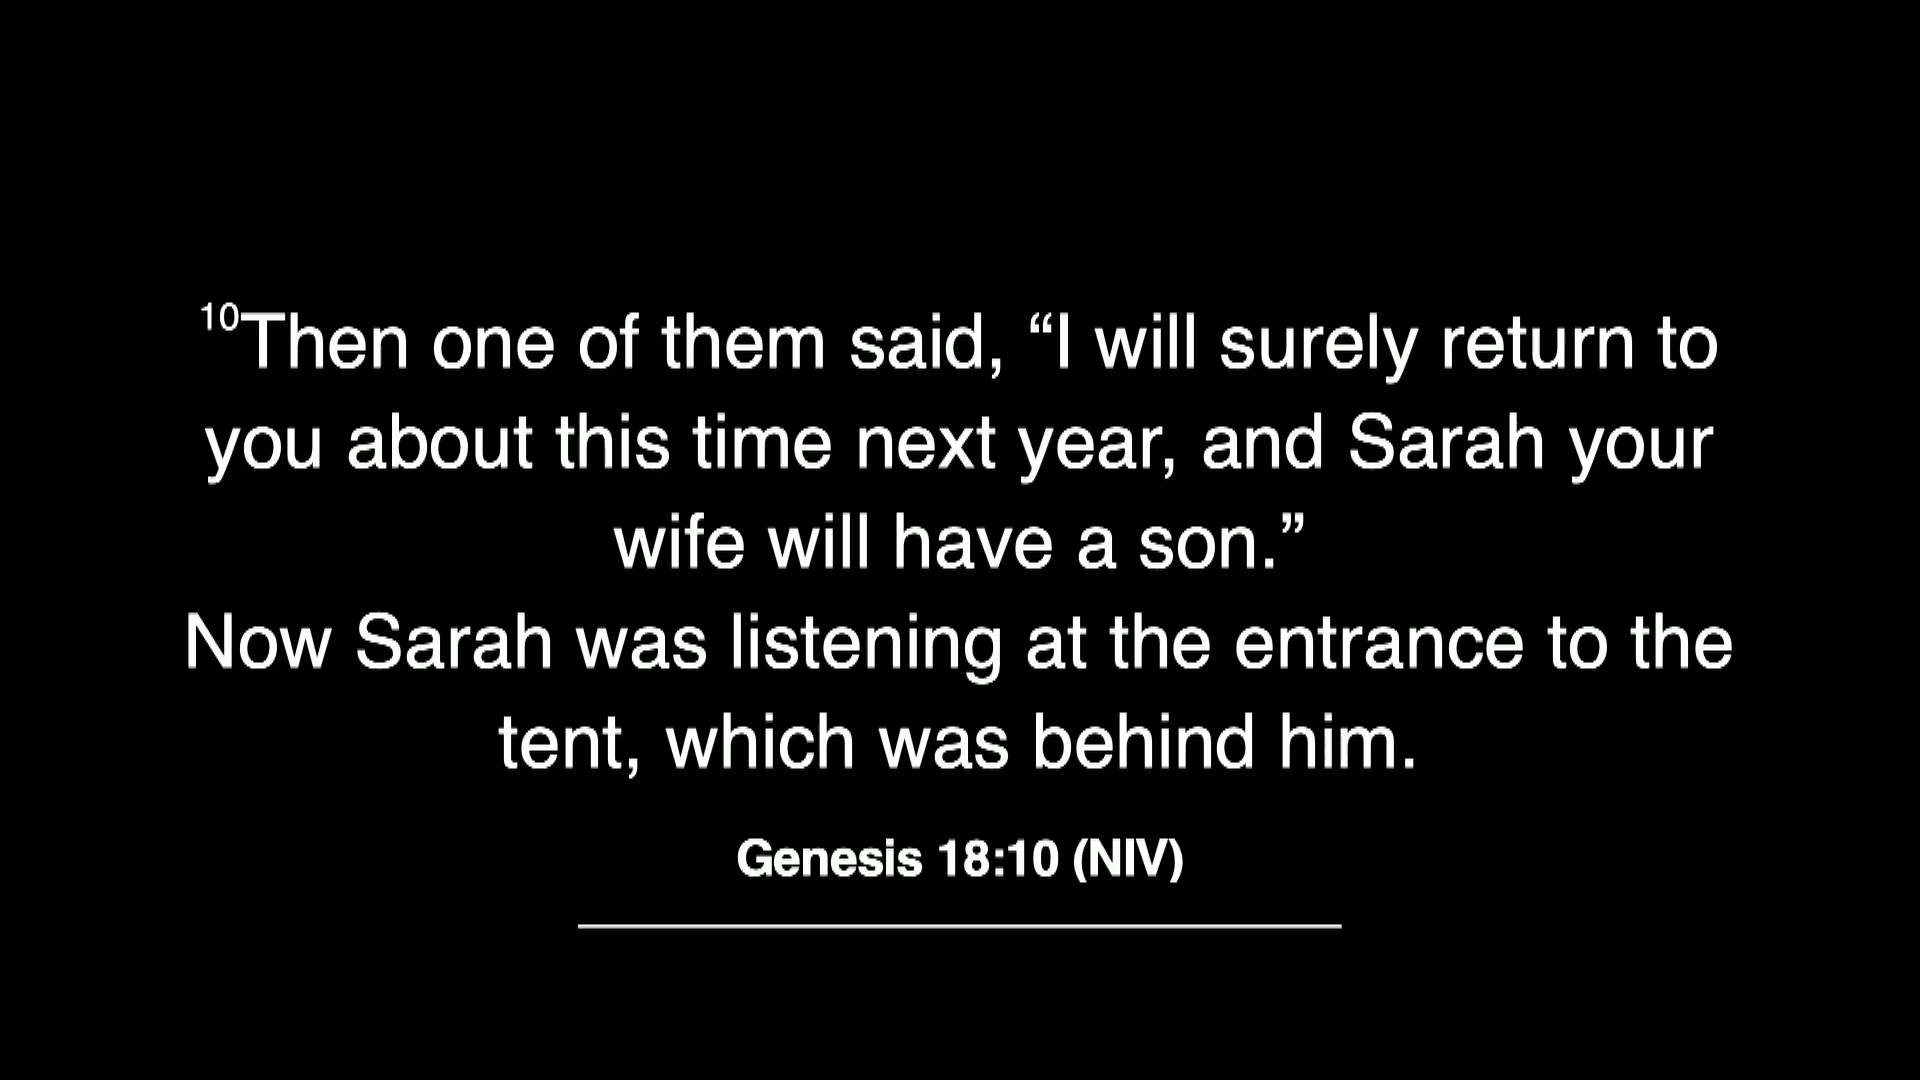 10Then one of them said, “I will surely return to
you about this time next year, and Sarah your
wife will have a son.”
Now Sarah was listening at the entrance to the
tent, which was behind him.
Genesis 18:10 (NIV)